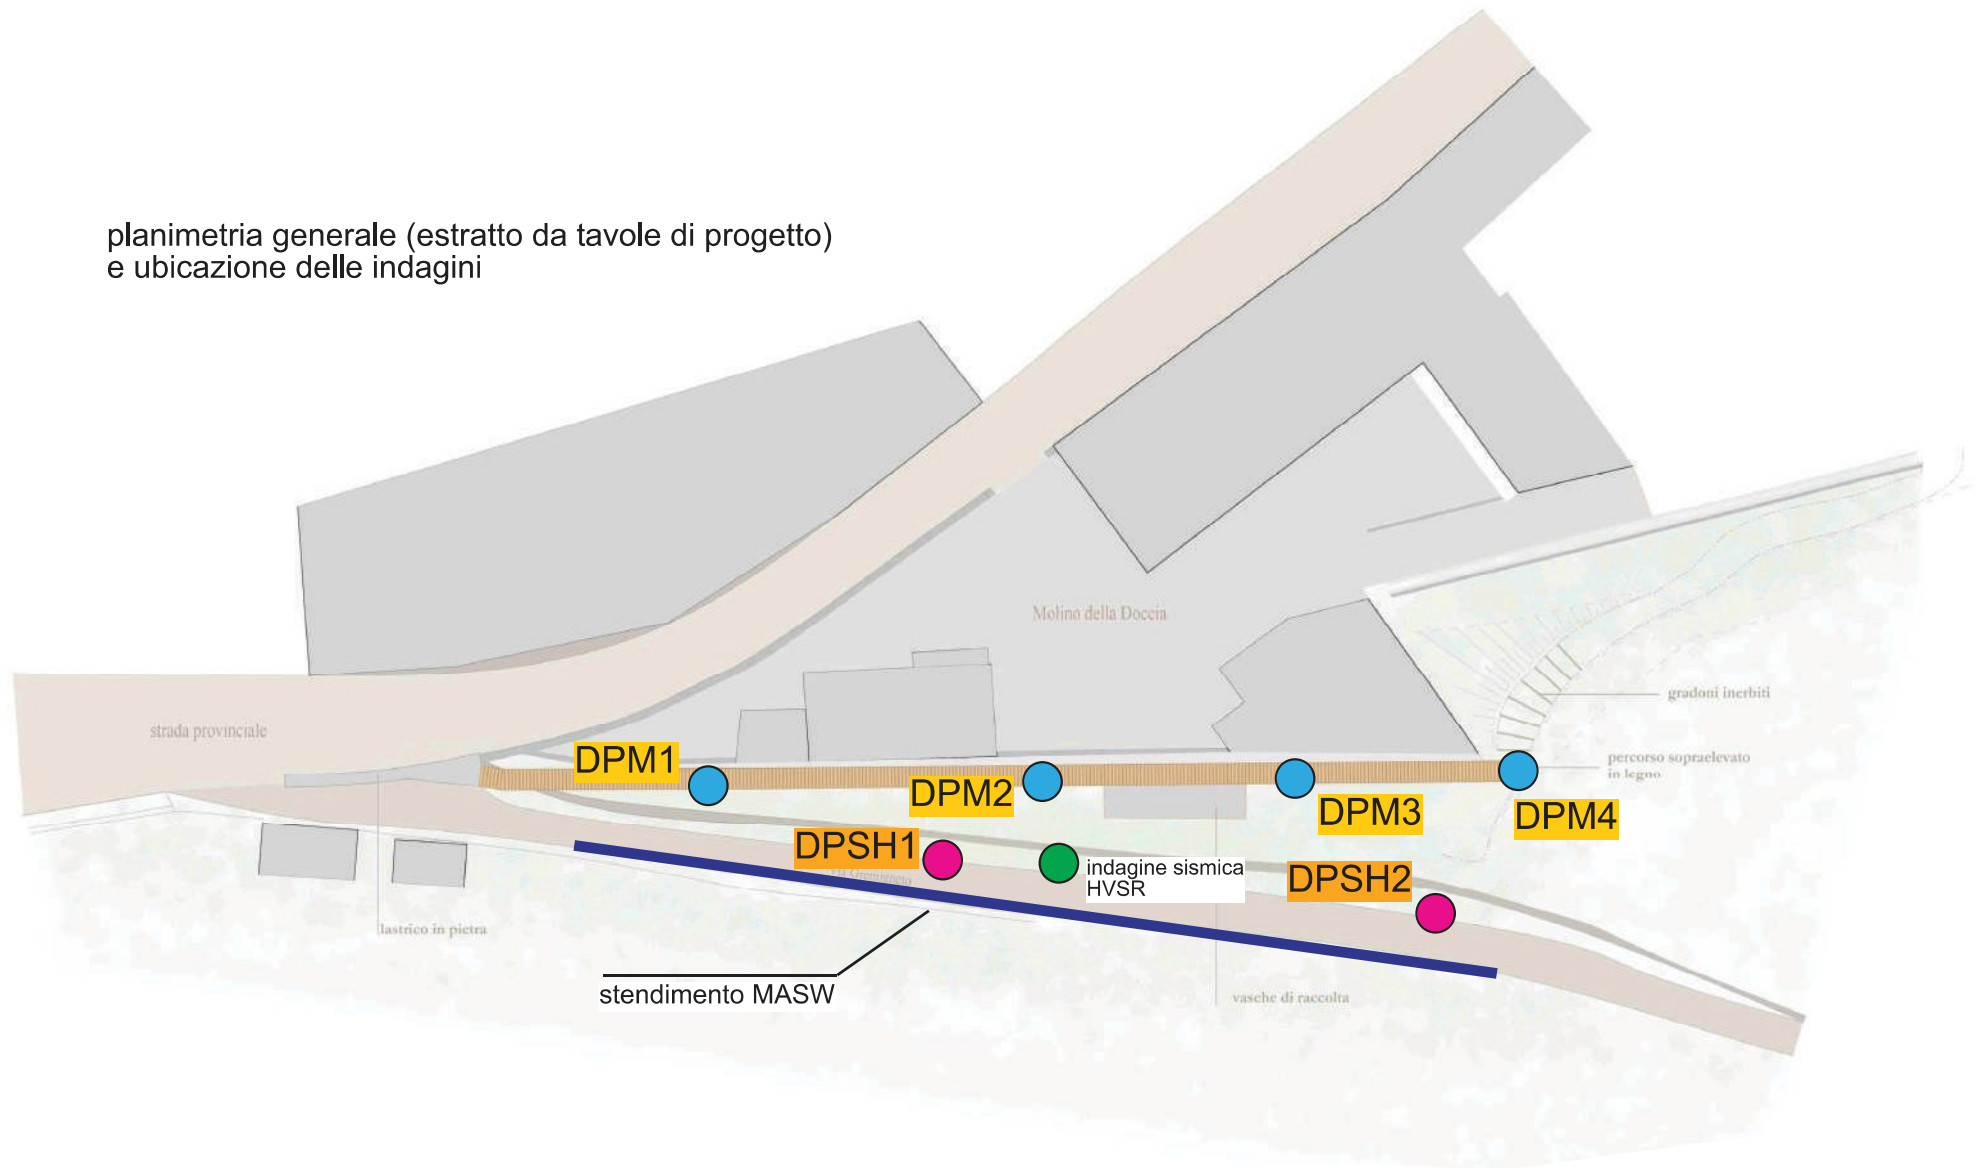 planimetria generale (estratto da tavole di progetto)
e ubicazione delle indagini
Molino della Doccia
gradoni inerbiti
strada provinciale
percorso sopraelevato
in legno
DPM1
DPM2
DPM3
DPM4
DPSH1
indagine sismica
HVSR
DPSH2
lastrico in pietra
stendimento MASW
vasche di raccolta